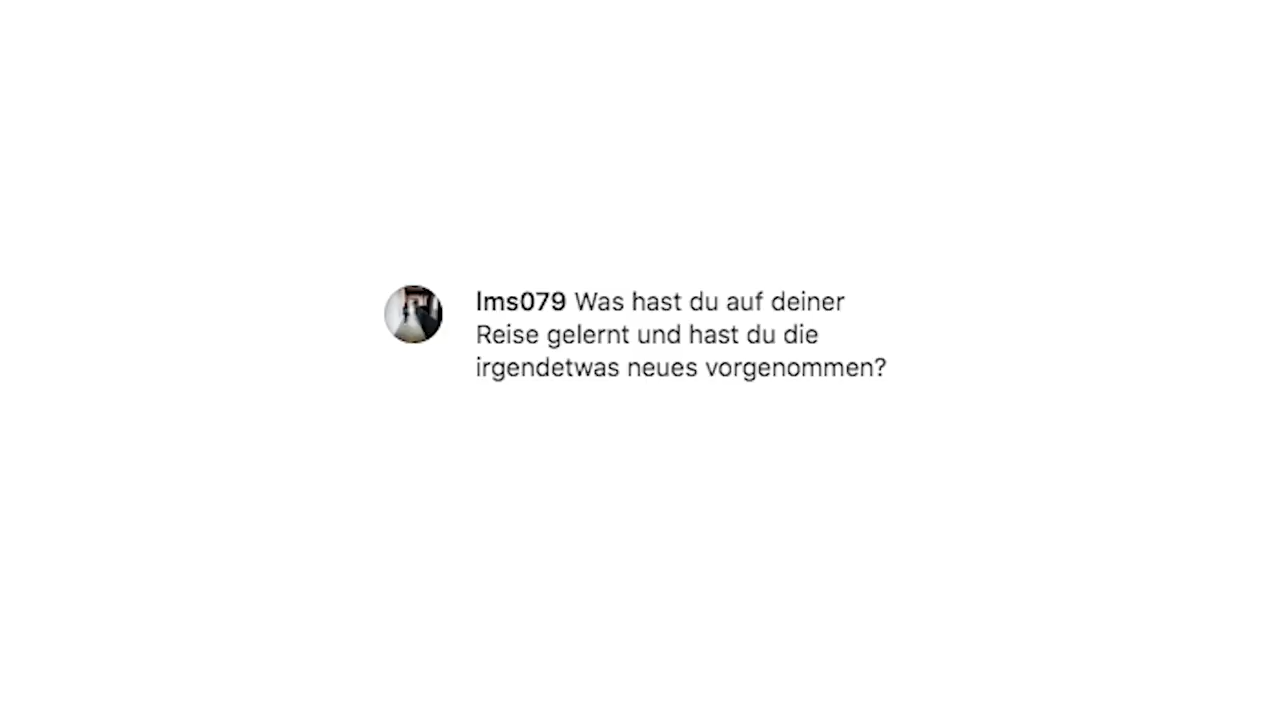 lms079 Was hast du auf deiner
Reise gelernt und hast du die
irgendetwas neues vorgenommen?